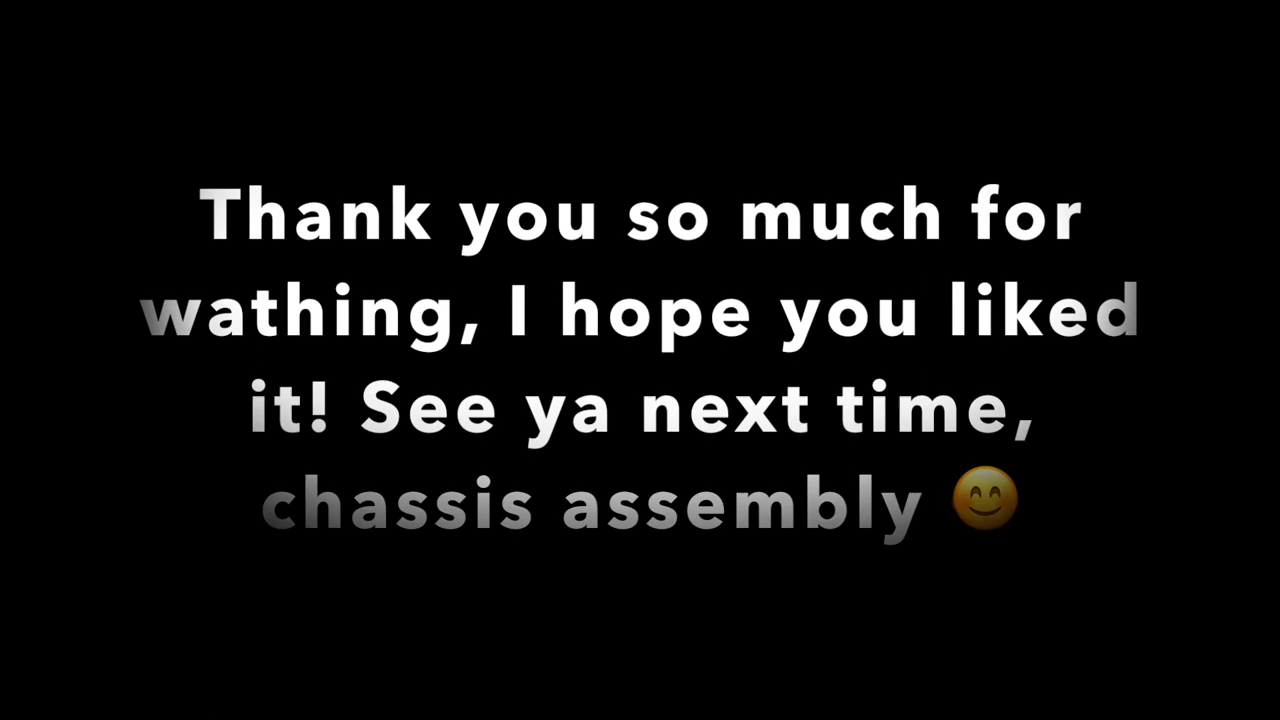 Thank you so much for
wathing, I hope you liked
it! See ya next time,
chassis assembly 😊